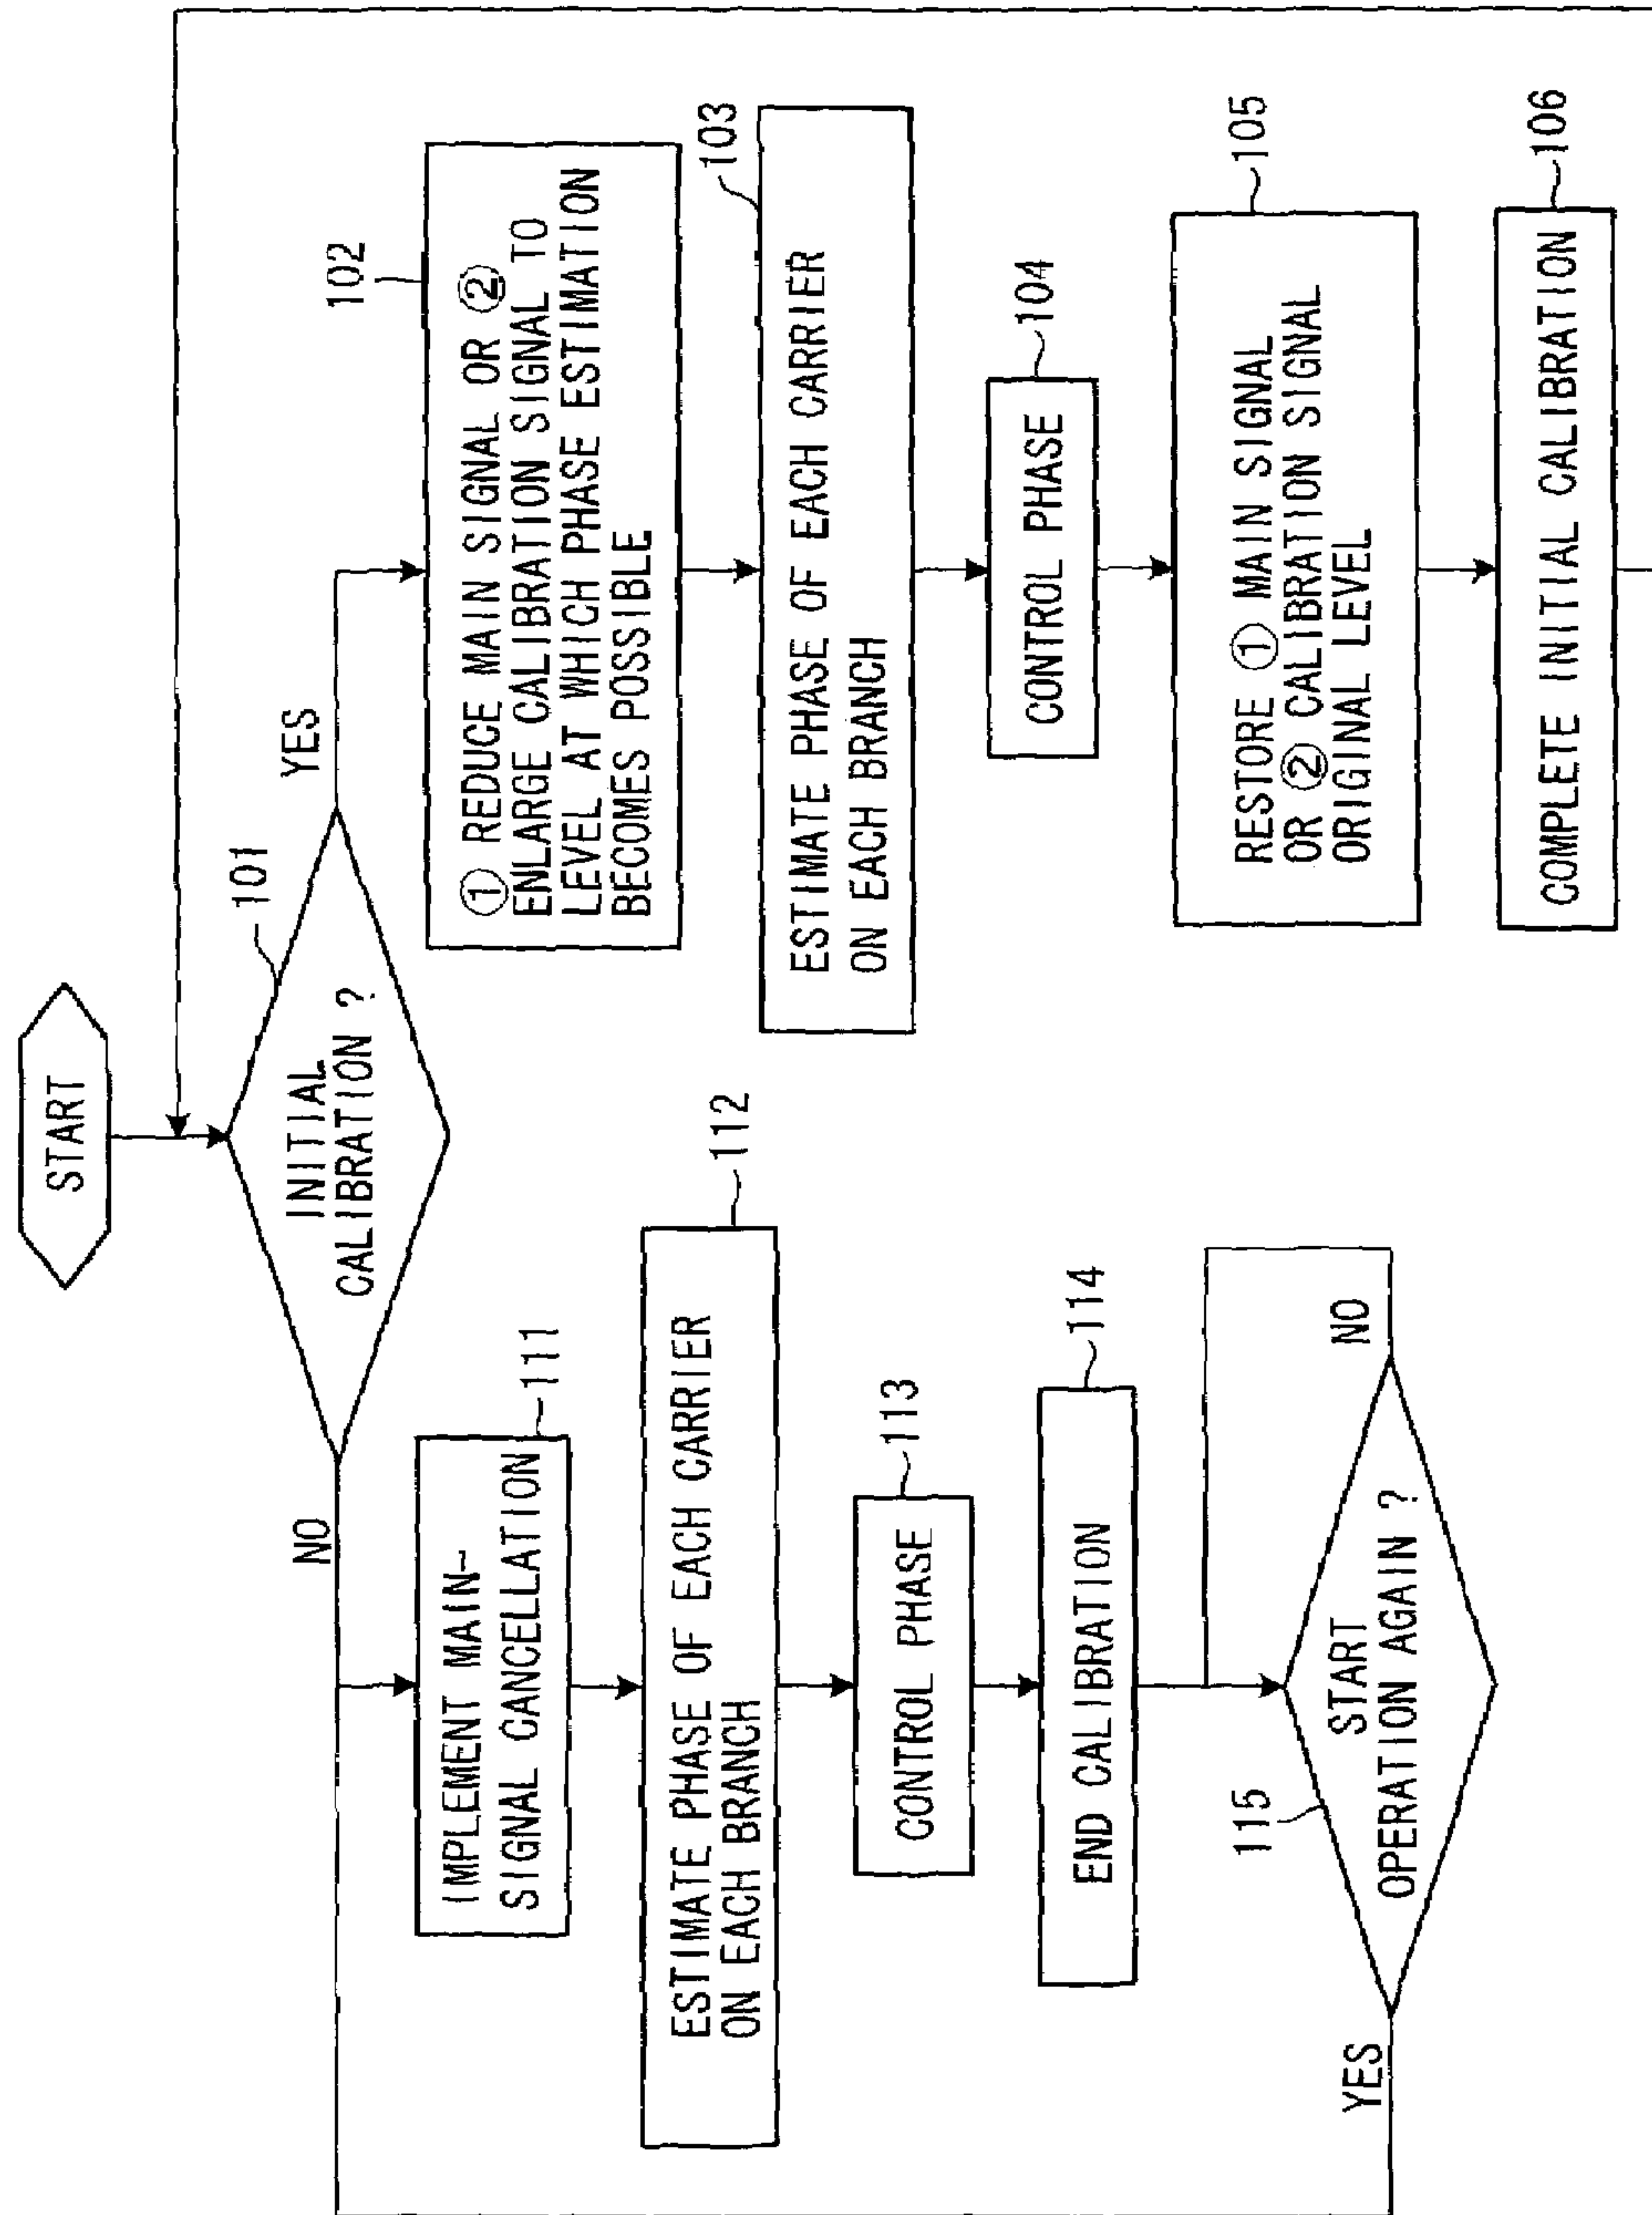 START
INITIAL
CALIBRATION ?
101
YES
NO
102
① REDUCE MAIN SIGNAL OR ②
ENLARGE CALIBRATION SIGNAL TO
LEVEL AT WHICH PHASE ESTIMATION
BECOMES POSSIBLE
103
ESTIMATE PHASE OF EACH CARRIER
ON EACH BRANCH
104
CONTROL PHASE
105
RESTORE ① MAIN SIGNAL
OR ② CALIBRATION SIGNAL
ORIGINAL LEVEL
106
COMPLETE INITIAL CALIBRATION
111
IMPLEMENT MAIN-
SIGNAL CANCELLATION
112
ESTIMATE PHASE OF EACH CARRIER
ON EACH BRANCH
113
CONTROL PHASE
114
END CALIBRATION
115
START
OPERATION AGAIN ?
NO
YES